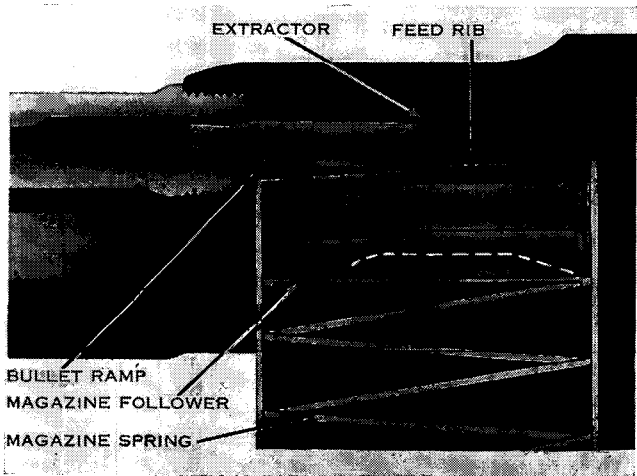 EXTRACTOR
FEED RIB
BULLET RAMP
MAGAZINE FOLLOWER
MAGAZINE SPRING